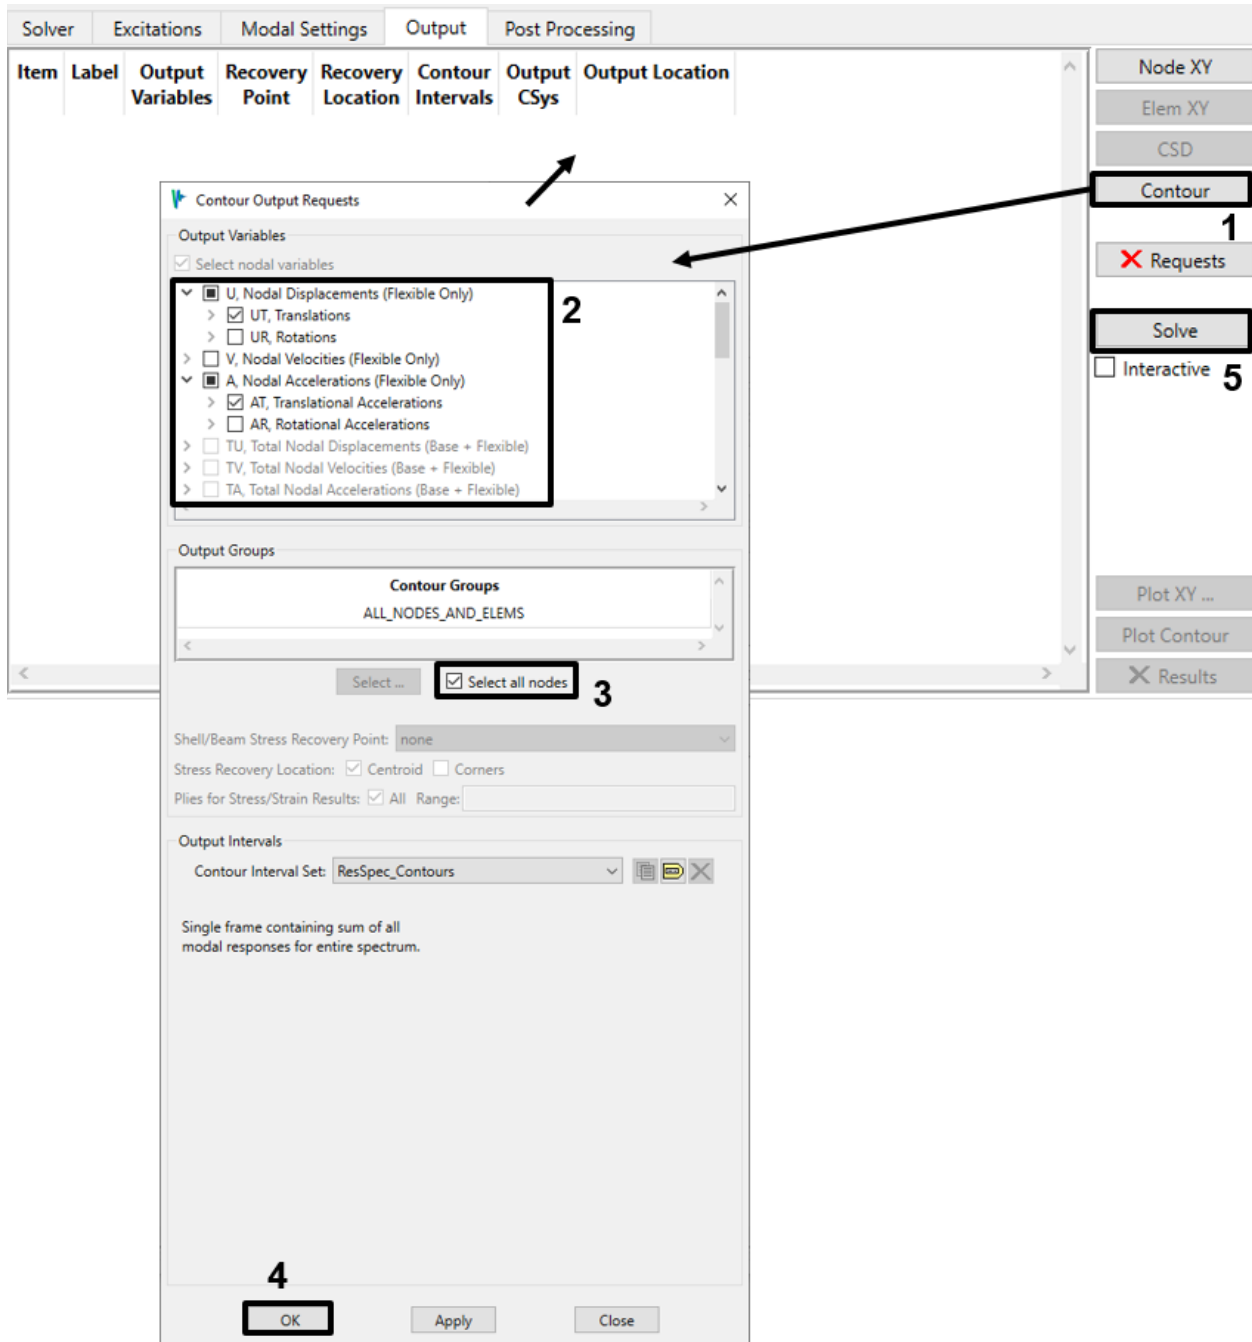 Solver Excitations Modal Settings Output Post Processing
Item Label Output Recovery Recovery Contour Output Output Location
Variables Point Location Intervals CSys
Node XY
Elem XY
CSD
Contour
1
Requests
Solve
Interactive 5
Plot XY ...
Plot Contour
Results
Contour Output Requests
Output Variables
Select nodal variables
U, Nodal Displacements (Flexible Only)
2
UT, Translations
UR, Rotations
V, Nodal Velocities (Flexible Only)
A, Nodal Accelerations (Flexible Only)
AT, Translational Accelerations
AR, Rotational Accelerations
TU, Total Nodal Displacements (Base + Flexible)
TV, Total Nodal Velocities (Base + Flexible)
TA, Total Nodal Accelerations (Base + Flexible)
Output Groups
Contour Groups
ALL_NODES_AND_ELEMS
Select ... Select all nodes 3
Shell/Beam Stress Recovery Point: none
Stress Recovery Location: Centroid Corners
Plies for Stress/Strain Results: All Range:
Output Intervals
Contour Interval Set: ResSpec_Contours
Single frame containing sum of all
modal responses for entire spectrum.
4
OK Apply Close